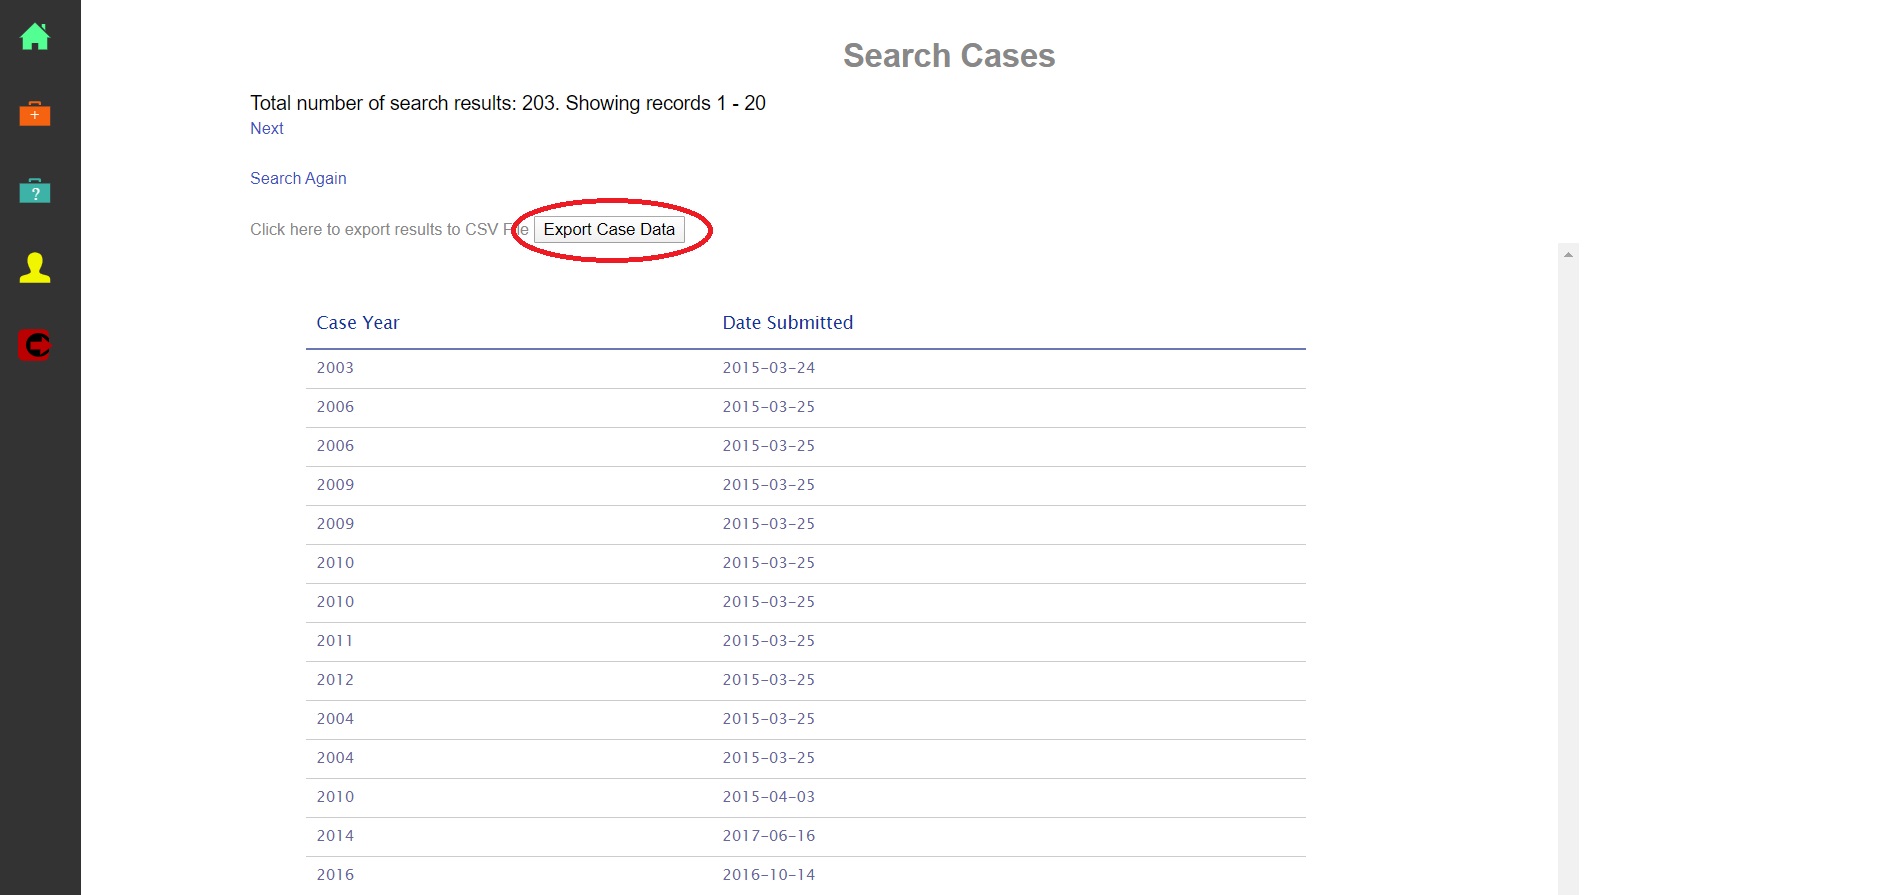 Search Cases
Total number of search results: 203. Showing records 1 - 20
Next
Search Again
Click here to export results to CSV File Export Case Data
Case Year Date Submitted
2003 2015-03-24
2006 2015-03-25
2006 2015-03-25
2009 2015-03-25
2009 2015-03-25
2010 2015-03-25
2010 2015-03-25
2011 2015-03-25
2012 2015-03-25
2004 2015-03-25
2004 2015-03-25
2010 2015-04-03
2014 2017-06-16
2016 2016-10-14